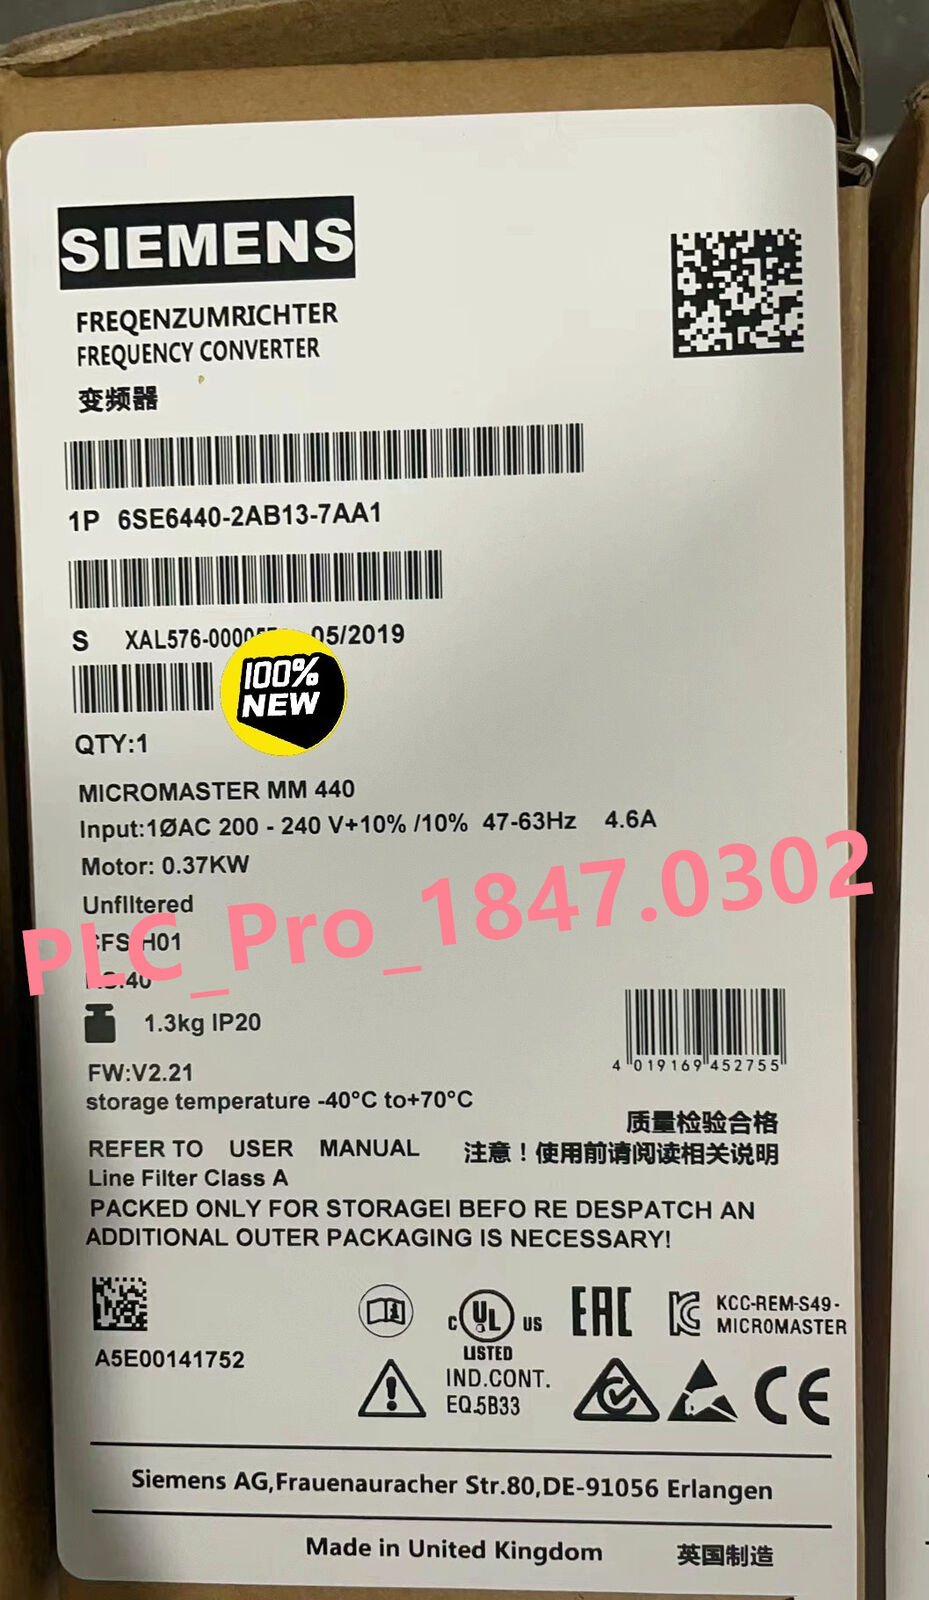 SIEMENS
FREQENZUMRICHTER
FREQUENCY CONVERTER
变频器
1P 6SE6440-2AB13-7AA1
S 05/2019
100%
NEW
QTY:1
MICROMASTER MM 440
Input:1ØAC 200 - 240 V+10% /10% 47-63Hz 4.6A
Motor: 0.37KW
Unfiltered
PLC_Pro_1847.0302
1.3kg IP20
4 019169 452755
FW:V2.21
storage temperature -40°C to+70°C
质量检验合格
REFER TO USER MANUAL
注意！使用前请阅读相关说明
Line Filter Class A
PACKED ONLY FOR STORAGEI BEFO RE DESPATCH AN
ADDITIONAL OUTER PACKAGING IS NECESSARY!
A5E00141752
C UL US
LISTED
IND.CONT.
EQ.5B33
EAC
KCC-REM-S49-
MICROMASTER
CE
Siemens AG,Frauenauracher Str.80,DE-91056 Erlangen
Made in United Kingdom 英国制造